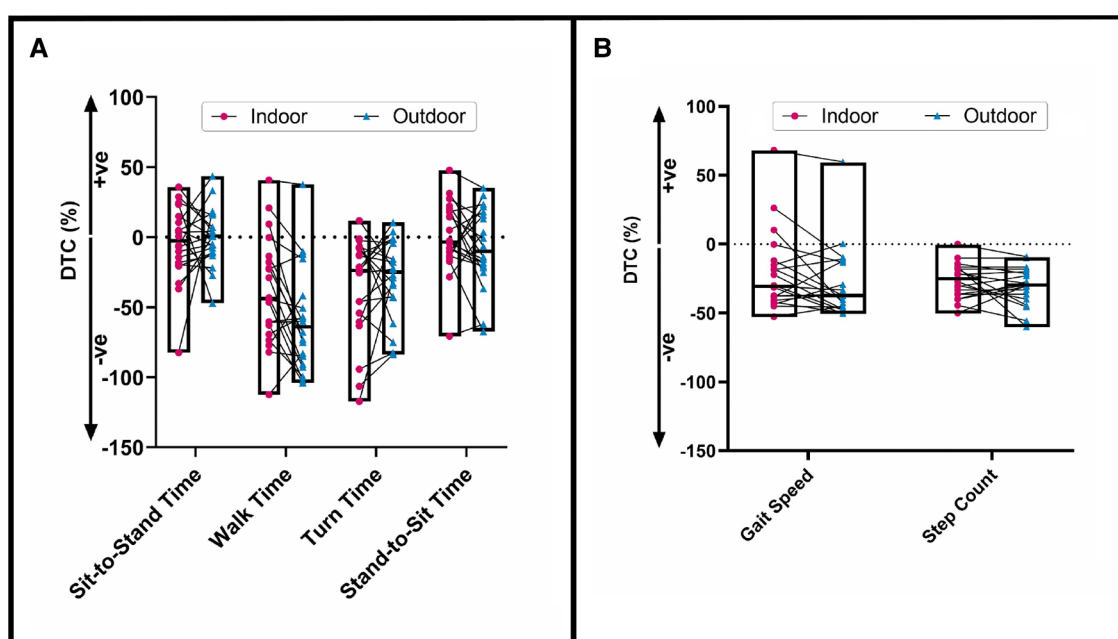 A
Indoor Outdoor
DTC (%)
+ve
-ve
100
50
0
-50
-100
-150
Sit-to-Stand Time
Walk Time
Turn Time
Stand-to-Sit Time
B
Indoor Outdoor
DTC (%)
+ve
-ve
100
50
0
-50
-100
-150
Gait Speed
Step Count